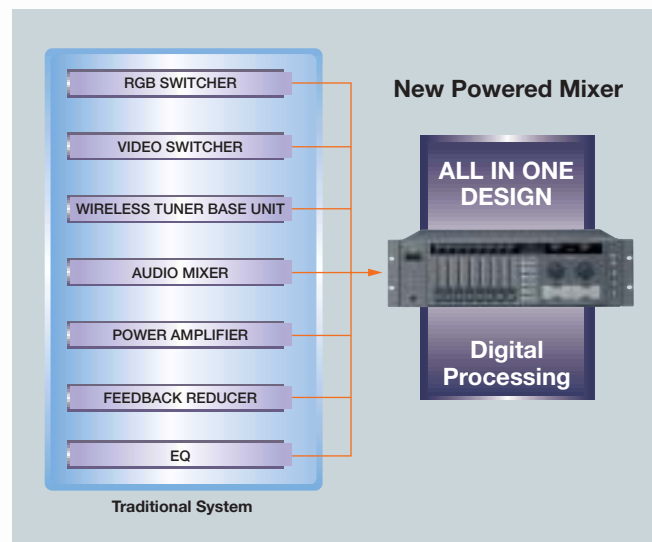 RGB SWITCHER
VIDEO SWITCHER
WIRELESS TUNER BASE UNIT
AUDIO MIXER
POWER AMPLIFIER
FEEDBACK REDUCER
EQ
Traditional System
New Powered Mixer
ALL IN ONE
DESIGN
Digital
Processing